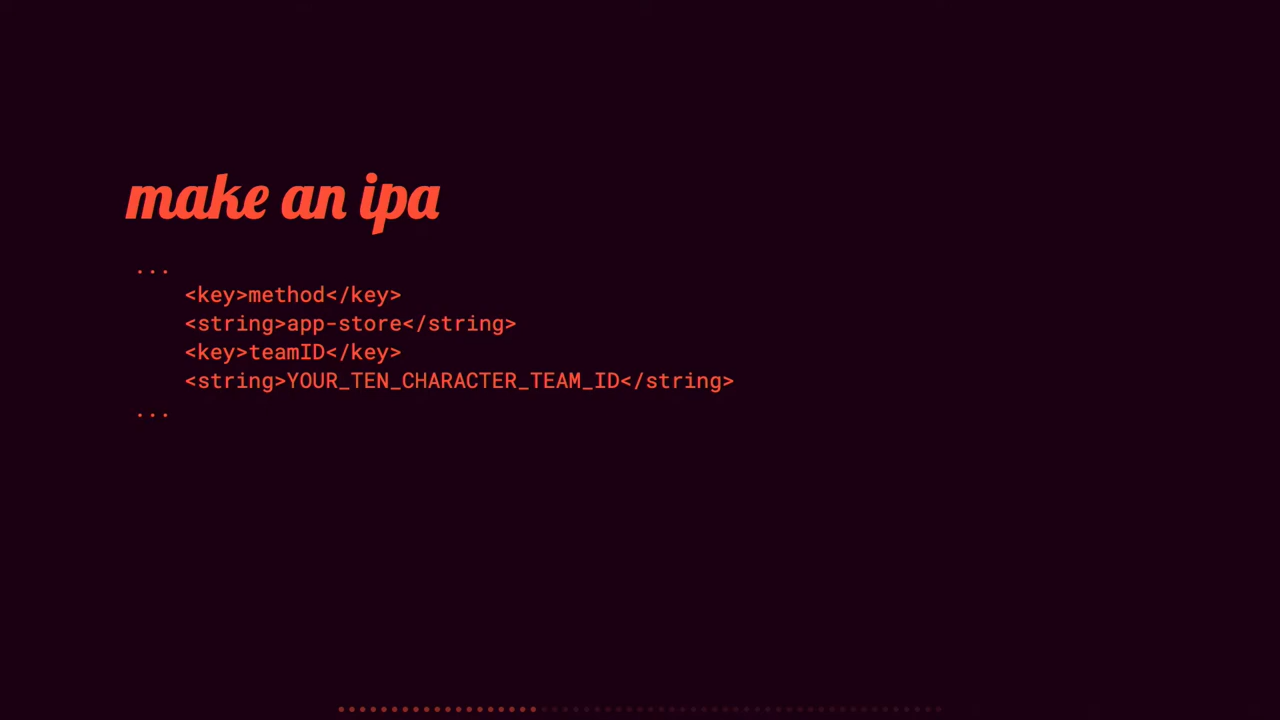 make an ipa
...
<key>method</key>
<string>app-store</string>
<key>teamID</key>
<string>YOUR_TEN_CHARACTER_TEAM_ID</string>
...